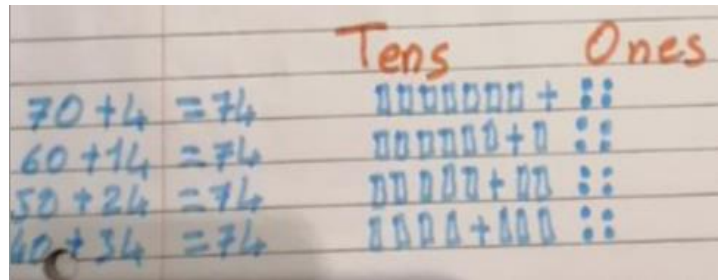 Tens Ones
70 + 4 = 74 +
60 + 14 = 74 +
50 + 24 = 74 +
40 + 34 = 74 +